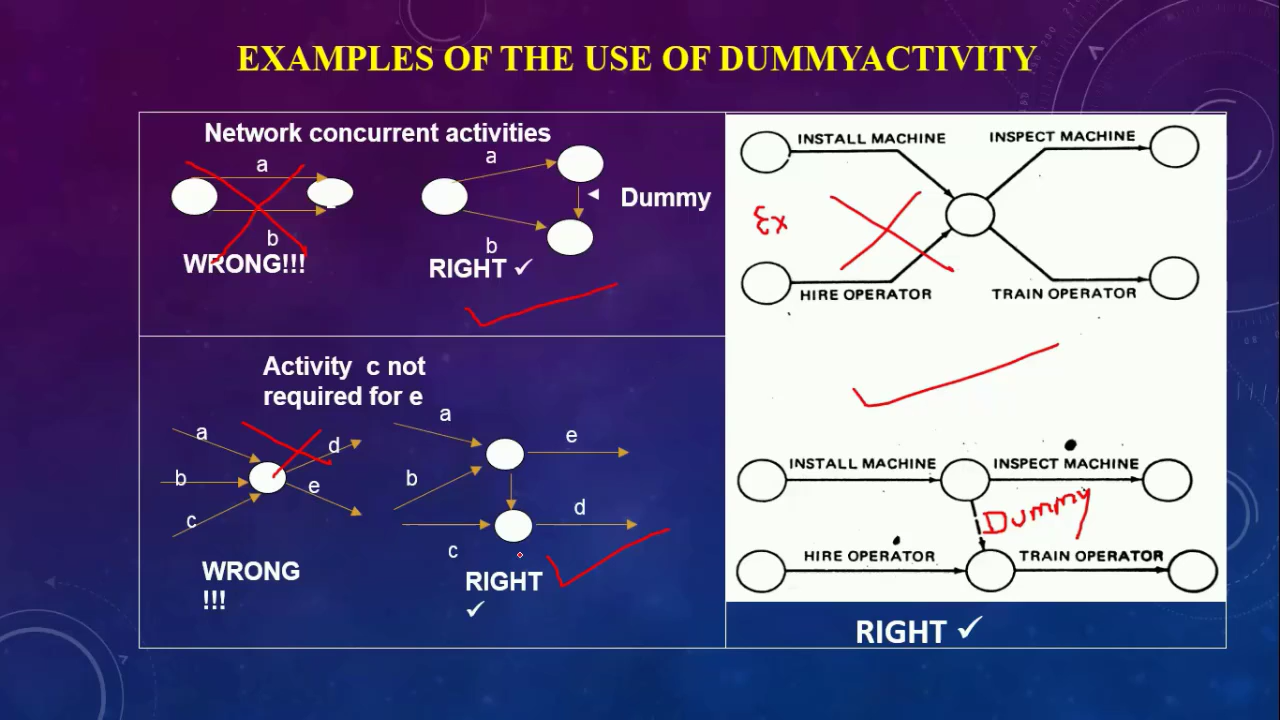 EXAMPLES OF THE USE OF DUMMYACTIVITY
Network concurrent activities
a
b
WRONG!!!
a
b
Dummy
RIGHT ✓
Activity c not
required for e
a
b
c
d
e
WRONG
!!!
a
b
c
e
d
RIGHT
✓
INSTALL MACHINE
INSPECT MACHINE
Ex
HIRE OPERATOR
TRAIN OPERATOR
INSTALL MACHINE
INSPECT MACHINE
Dummy
HIRE OPERATOR
TRAIN OPERATOR
RIGHT ✓